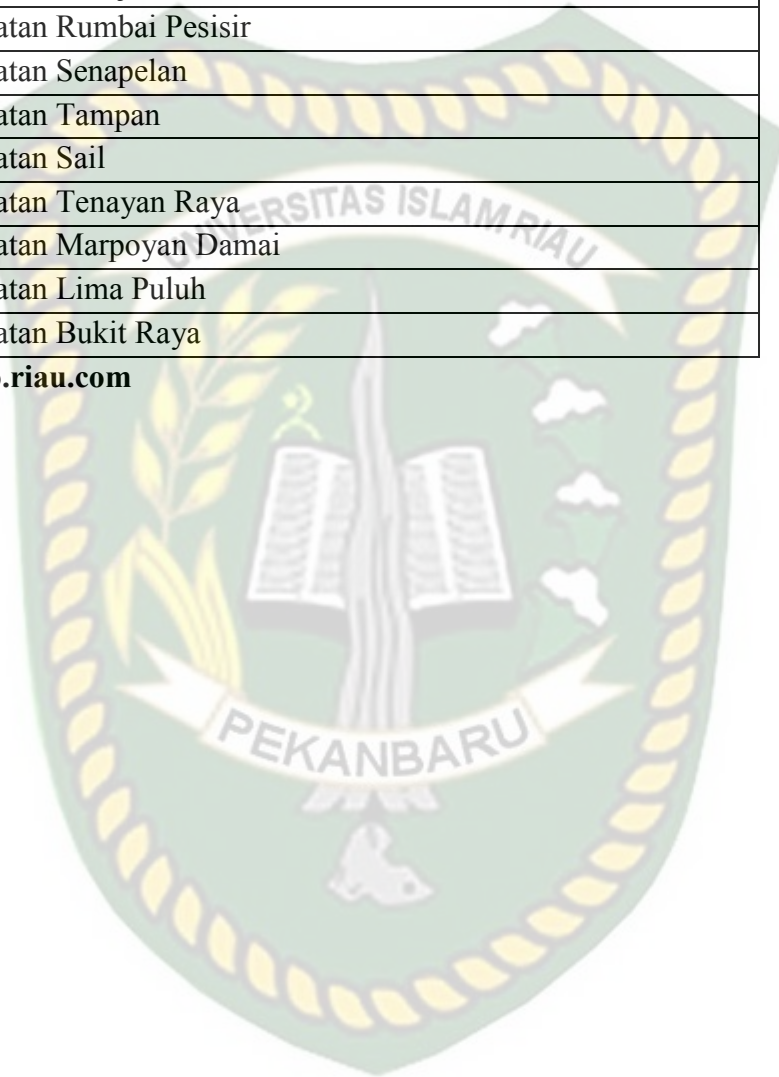 atan Rumbai Pesisir
atan Senapelan
atan Tampan
atan Sail
atan Tenayan Raya
atan Marpoyan Damai
atan Lima Puluh
atan Bukit Raya
.riau.com
UNIVERSITAS ISLAM RIAU
PEKANBARU